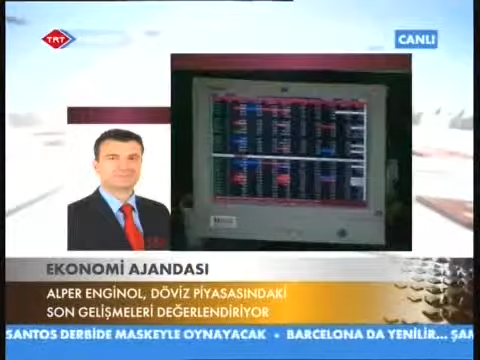 TRT
CANLI
EKONOMİ AJANDASI
ALPER ENGİNOL, DÖVİZ PİYASASINDAKİ
SON GELİŞMELERİ DEĞERLENDİRİYOR
SANTOS DERBİDE MASKEYLE OYNAYACAK • BARCELONA DA YENİLİR... ŞAM